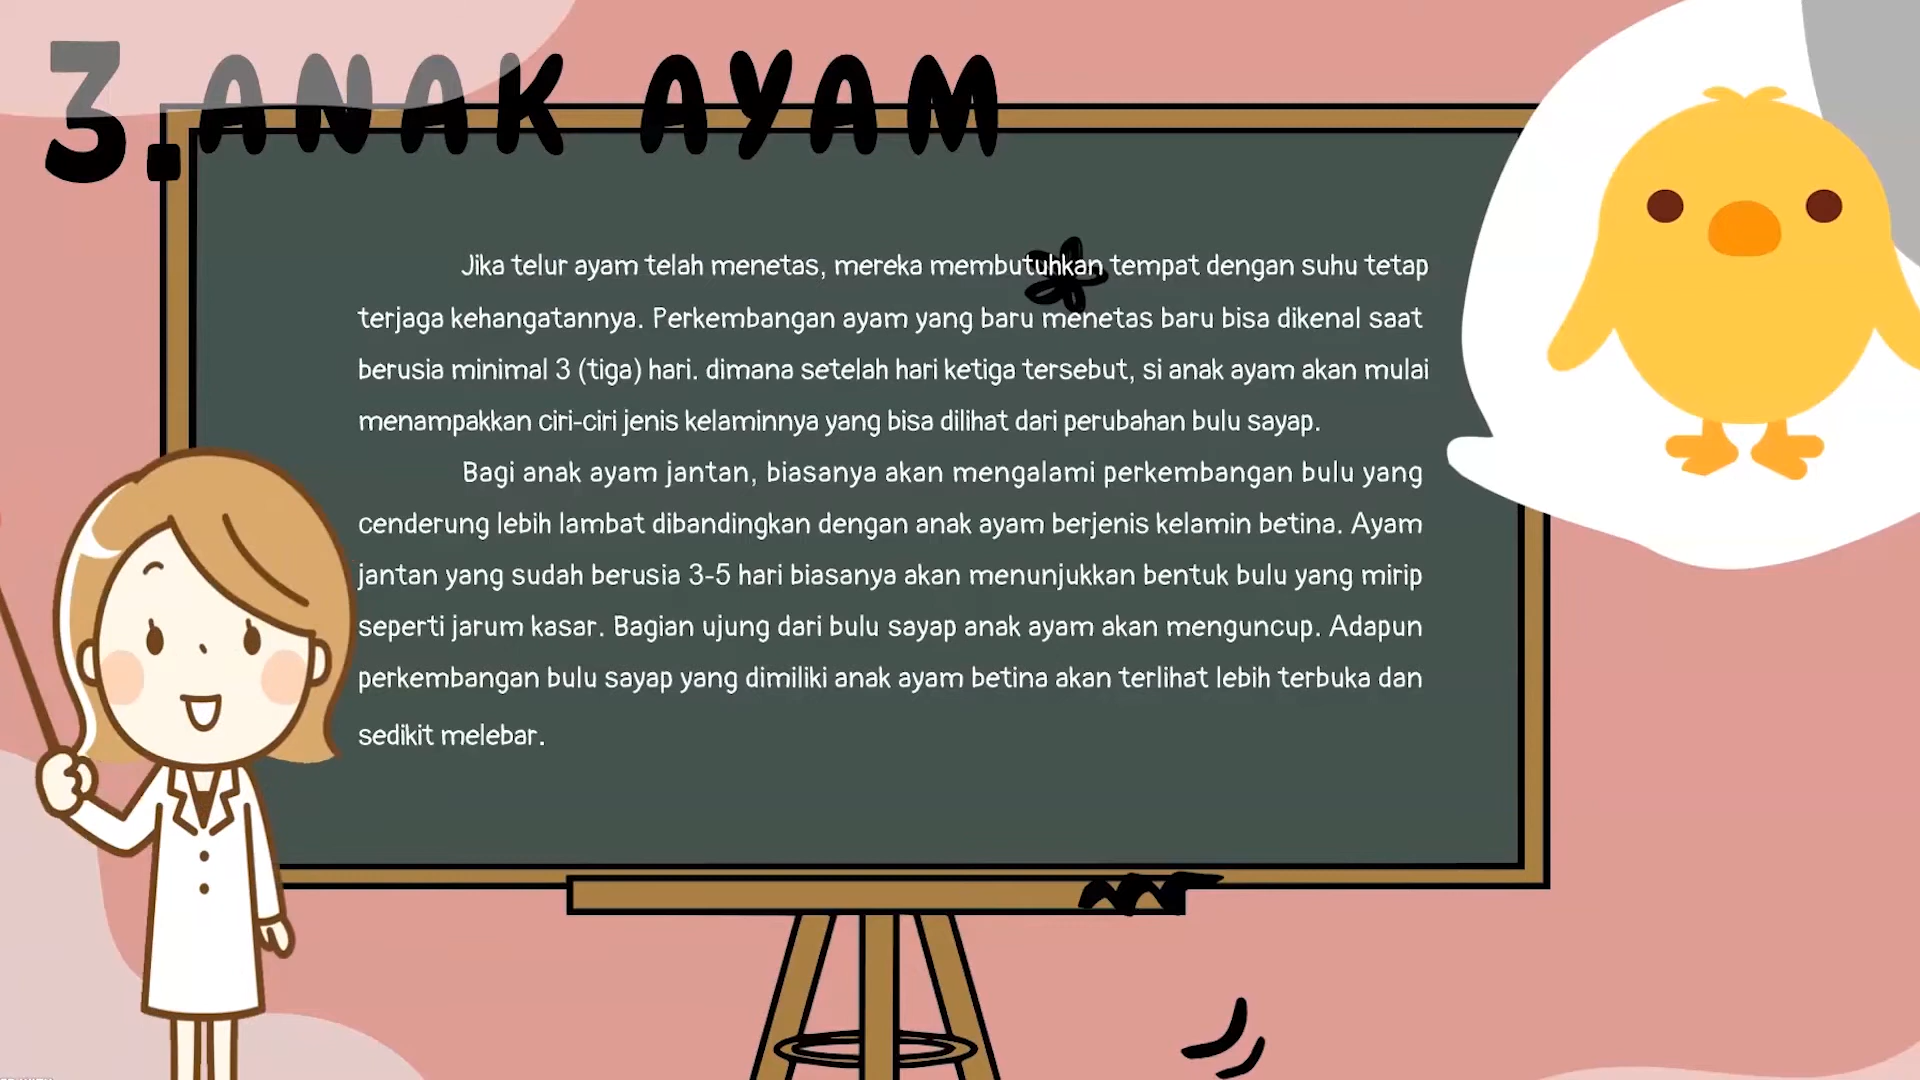 3. ANAK AYAM
Jika telur ayam telah menetas, mereka membutuhkan tempat dengan suhu tetap
terjaga kehangatannya. Perkembangan ayam yang baru menetas baru bisa dikenal saat
berusia minimal 3 (tiga) hari. dimana setelah hari ketiga tersebut, si anak ayam akan mulai
menampakkan ciri-ciri jenis kelaminnya yang bisa dilihat dari perubahan bulu sayap.
Bagi anak ayam jantan, biasanya akan mengalami perkembangan bulu yang
cenderung lebih lambat dibandingkan dengan anak ayam berjenis kelamin betina. Ayam
jantan yang sudah berusia 3-5 hari biasanya akan menunjukkan bentuk bulu yang mirip
seperti jarum kasar. Bagian ujung dari bulu sayap anak ayam akan menguncup. Adapun
perkembangan bulu sayap yang dimiliki anak ayam betina akan terlihat lebih terbuka dan
sedikit melebar.